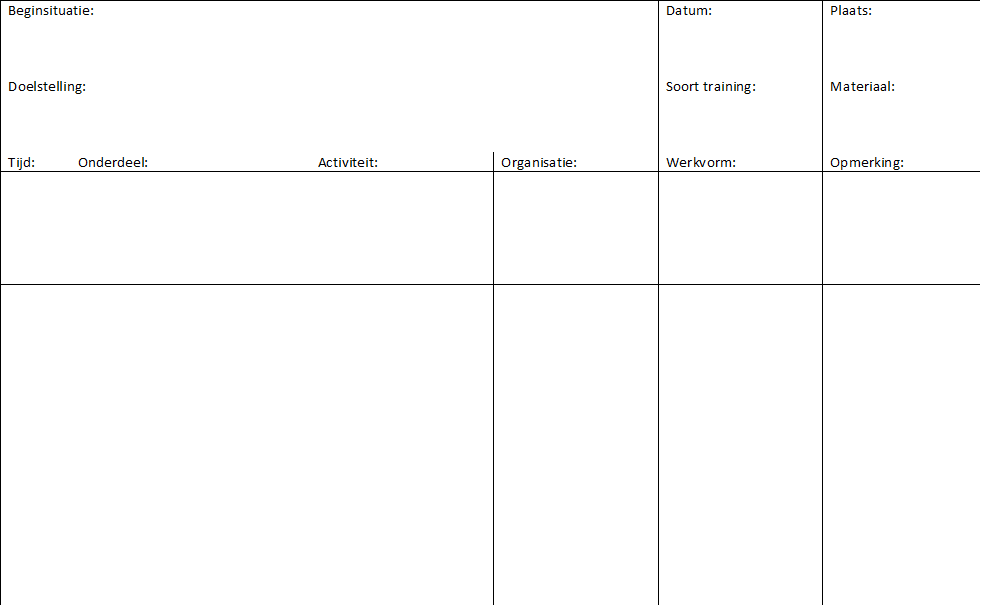 Beginsituatie: Datum: Plaats:
Doelstelling: Soort training: Materiaal:
Tijd: Onderdeel: Activiteit: Organisatie: Werkvorm: Opmerking: